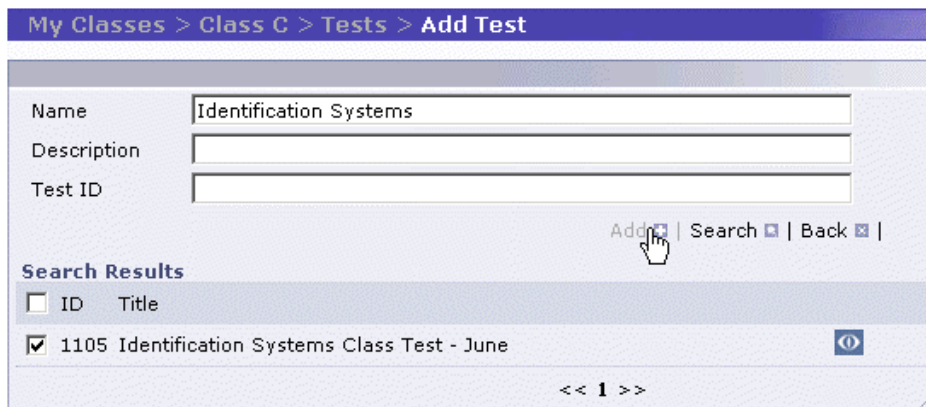 My Classes > Class C > Tests > Add Test
Name Identification Systems
Description
Test ID
Add | Search | Back |
Search Results
ID Title
1105 Identification Systems Class Test - June
<< 1 >>